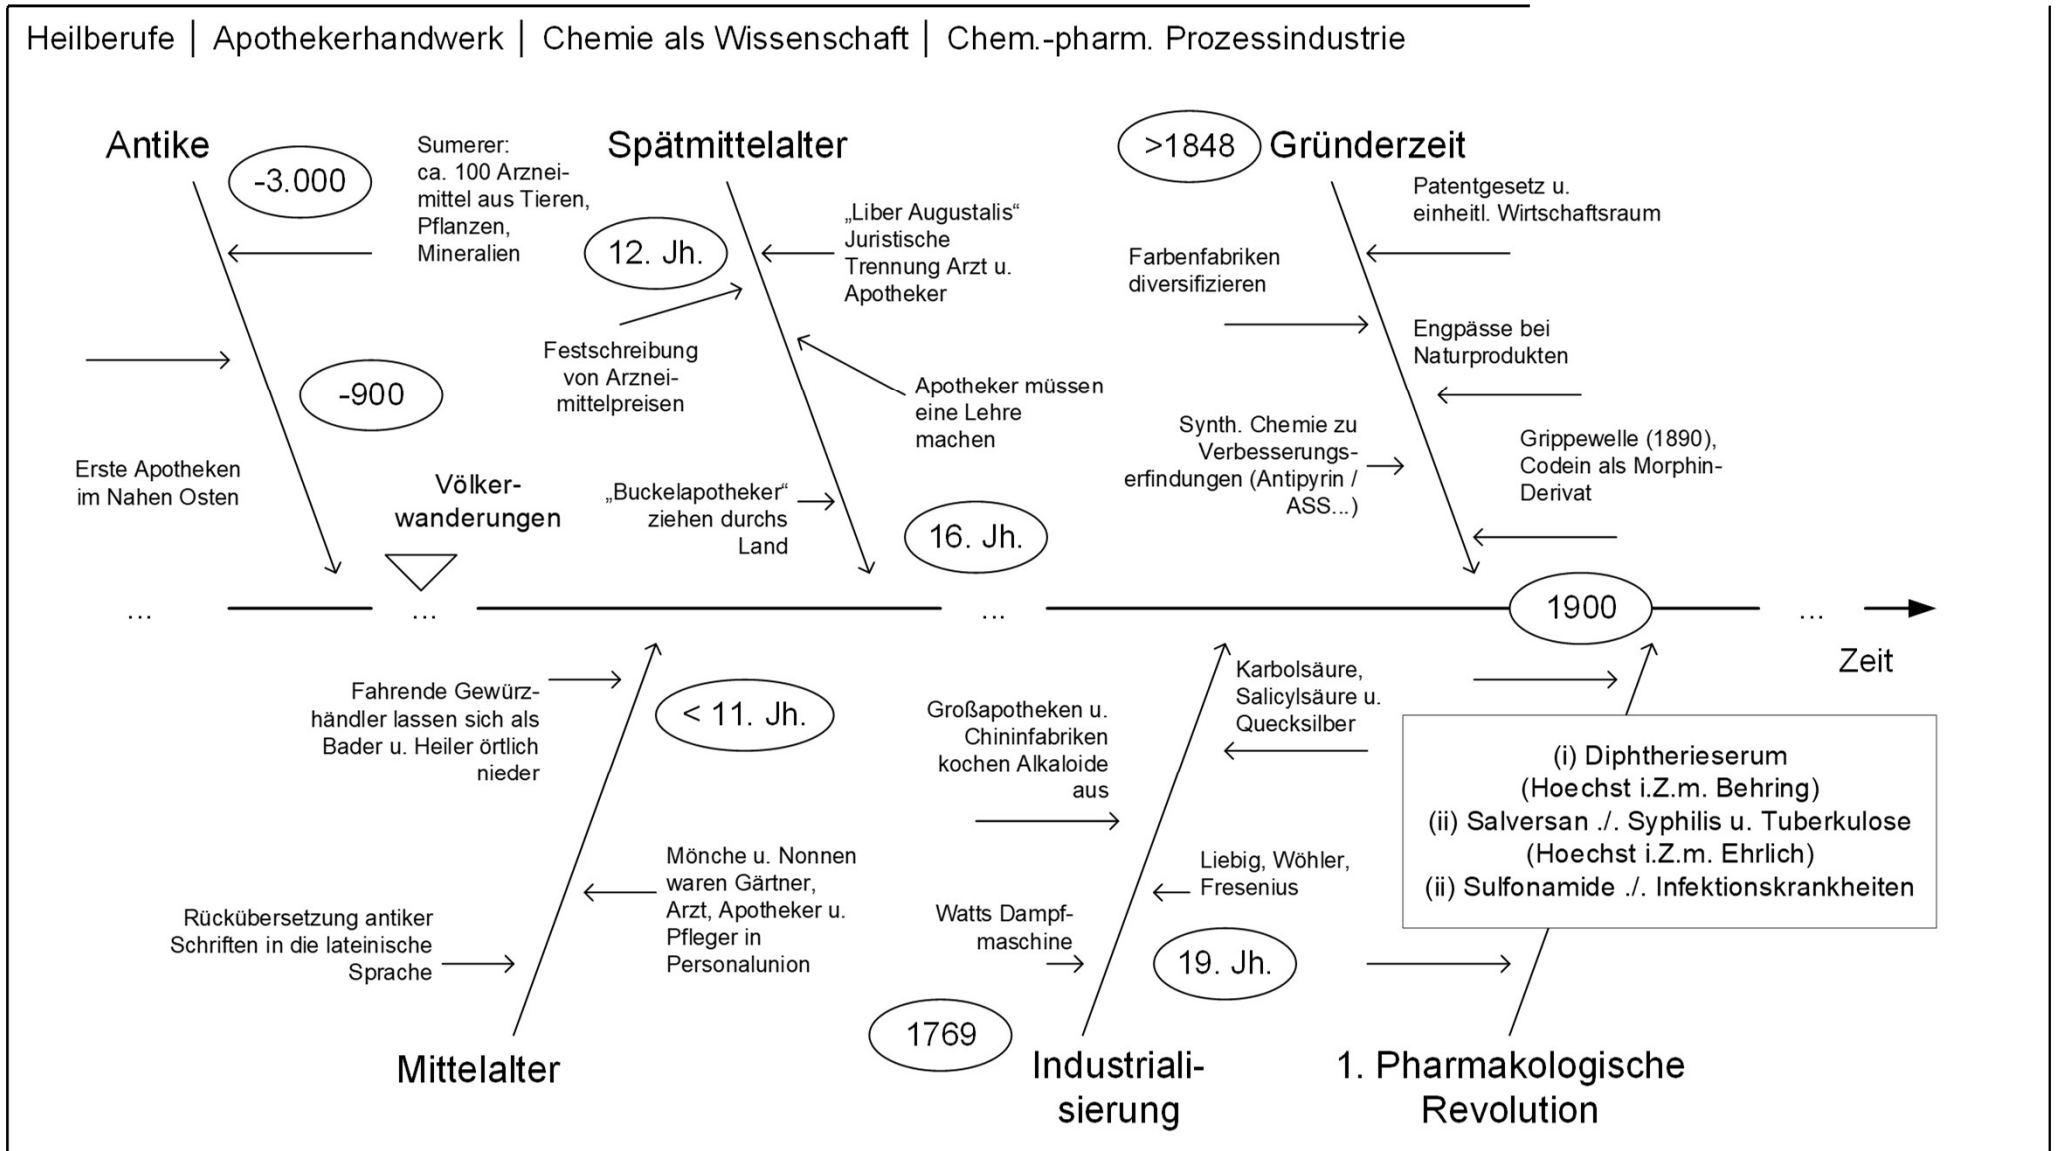 Heilberufe | Apothekerhandwerk | Chemie als Wissenschaft | Chem.-pharm. Prozessindustrie
Antike
-3.000
Sumerer:
ca. 100 Arznei-
mittel aus Tieren,
Pflanzen,
Mineralien
-900
Erste Apotheken
im Nahen Osten
Völker-
wanderungen
Spätmittelalter
12. Jh.
„Liber Augustalis“
Juristische
Trennung Arzt u.
Apotheker
Festschreibung
von Arznei-
mittelpreisen
Apotheker müssen
eine Lehre
machen
„Buckelapotheker“
ziehen durchs
Land
16. Jh.
>1848
Gründerzeit
Patentgesetz u.
einheitl. Wirtschaftsraum
Farbenfabriken
diversifizieren
Engpässe bei
Naturprodukten
Synth. Chemie zu
Verbesserungs-
erfindungen (Antipyrin /
ASS...)
Grippewelle (1890),
Codein als Morphin-
Derivat
...
...
...
1900
...
Zeit
Fahrende Gewürz-
händler lassen sich als
Bader u. Heiler örtlich
nieder
< 11. Jh.
Mönche u. Nonnen
waren Gärtner,
Arzt, Apotheker u.
Pfleger in
Personalunion
Rückübersetzung antiker
Schriften in die lateinische
Sprache
Mittelalter
Großapotheken u.
Chininfabriken
kochen Alkaloide
aus
Karbolsäure,
Salicylsäure u.
Quecksilber
Liebig, Wöhler,
Fresenius
Watts Dampf-
maschine
19. Jh.
1769
Industriali-
sierung
(i) Diphtherieserum
(Hoechst i.Z.m. Behring)
(ii) Salversan ./. Syphilis u. Tuberkulose
(Hoechst i.Z.m. Ehrlich)
(ii) Sulfonamide ./. Infektionskrankheiten
1. Pharmakologische
Revolution